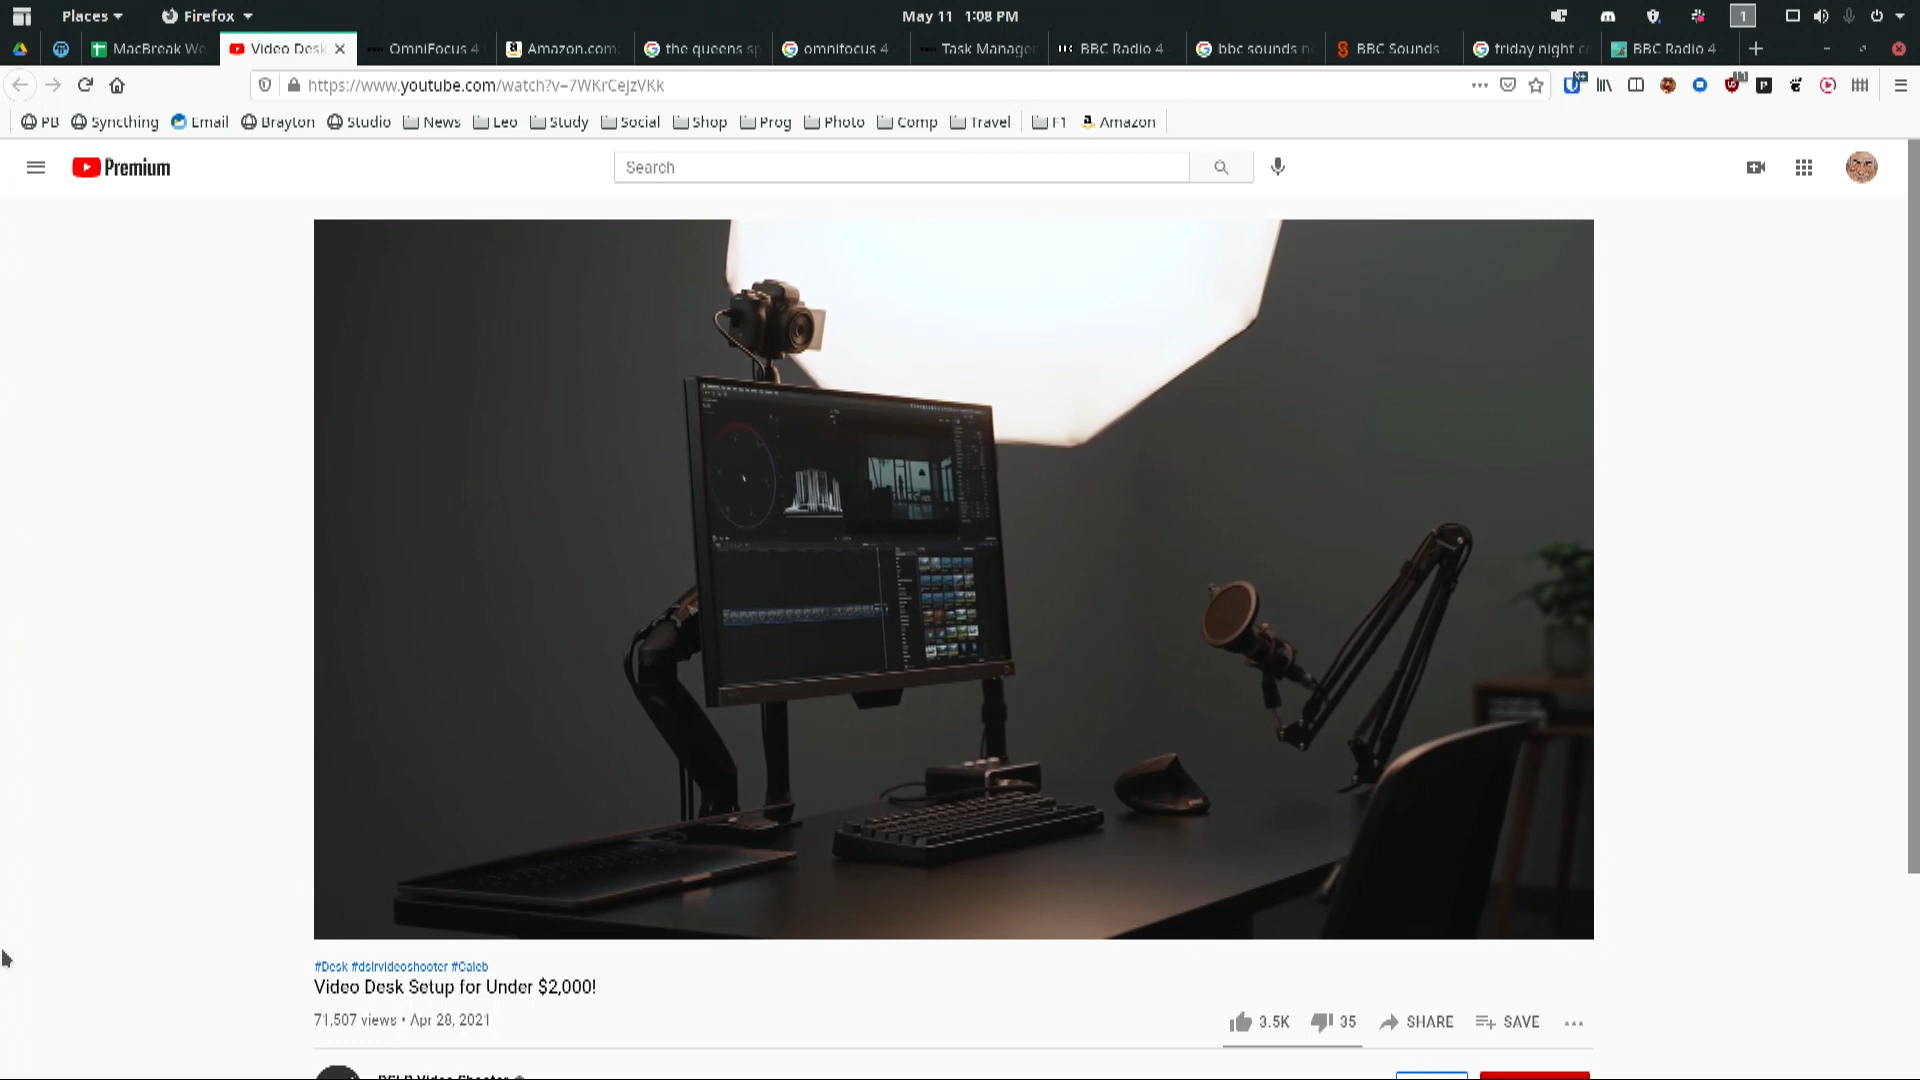 Places Firefox May 11 1:08 PM 1
MacBreak We Video Desk OmniFocus 4 Amazon.com: the queens sp omnifocus 4 Task Manage BBC Radio 4 bbc sounds n BBC Sounds friday night c BBC Radio 4
https://www.youtube.com/watch?v=7WKrCeJzVKk
PB Syncthing Email Brayton Studio News Leo Study Social Shop Prog Photo Comp Travel F1 Amazon
Premium Search
#Desk #dslrvideoshooter #Caleb
Video Desk Setup for Under $2,000!
71,507 views • Apr 28, 2021 3.5K 35 SHARE SAVE